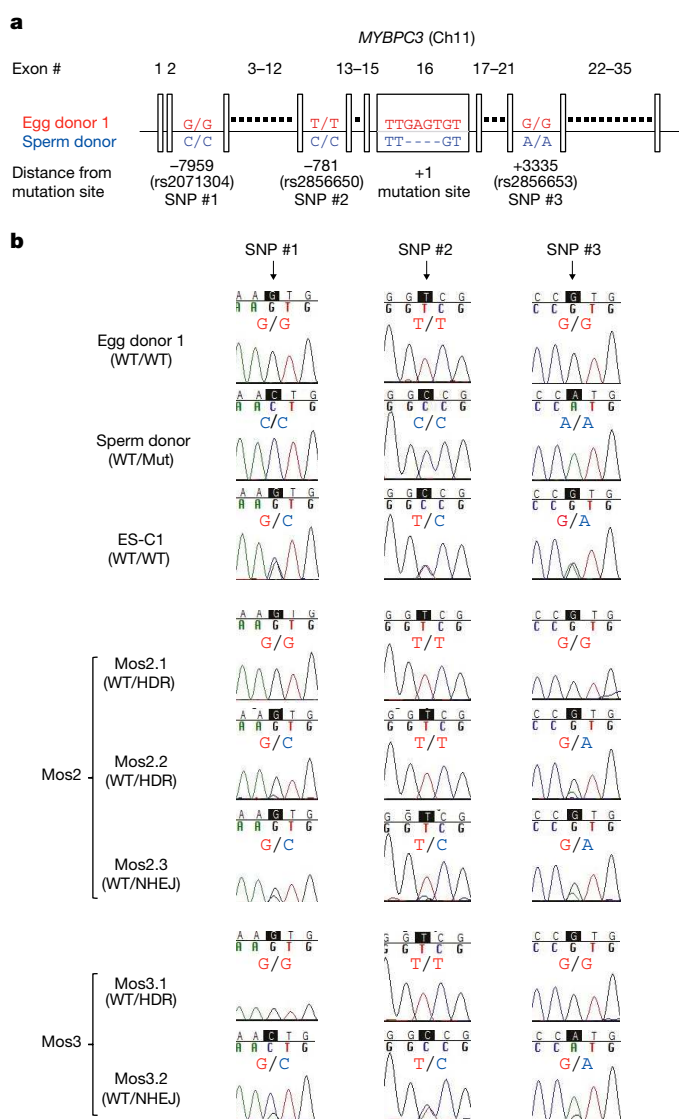 a
MYBPC3 (Ch11)
Exon # 1 2 3–12 13–15 16 17–21 22–35
Egg donor 1 G/G T/T TTGAGTGT G/G
Sperm donor C/C C/C TT----GT A/A
Distance from mutation site
−7959 (rs2071304) SNP #1
−781 (rs2856650) SNP #2
+1 mutation site
+3335 (rs2856653) SNP #3
b
SNP #1 SNP #2 SNP #3
A A G T G G G T C G C C G T G
A A G T G G G T C G C C G T G
Egg donor 1 (WT/WT)
G/G T/T G/G
A A C T G G G C C G C C A T G
A A C T G G G C C G C C A T G
Sperm donor (WT/Mut)
C/C C/C A/A
A A G T G G G C C G C C G T G
A A G T G G G C C G C C G T G
ES-C1 (WT/WT)
G/C T/C G/A
A A G T G G G T C G C C G T G
A A G T G G G T C G C C G T G
Mos2.1 (WT/HDR)
G/G T/T G/G
A A G T G G G T C G C C G T G
A A G T G G G T C G C C G T G
Mos2
Mos2.2 (WT/HDR)
G/C T/T G/A
A A G T G G G T C G C C G T G
A A G T G G G T C G C C G T G
Mos2.3 (WT/NHEJ)
G/C T/C G/A
A A G T G G G T C G C C G T G
A A G T G G G T C G C C G T G
Mos3.1 (WT/HDR)
G/G T/T G/G
Mos3
A A C T G G G C C G C C A T G
A A C T G G G C C G C C A T G
Mos3.2 (WT/NHEJ)
G/C T/C G/A